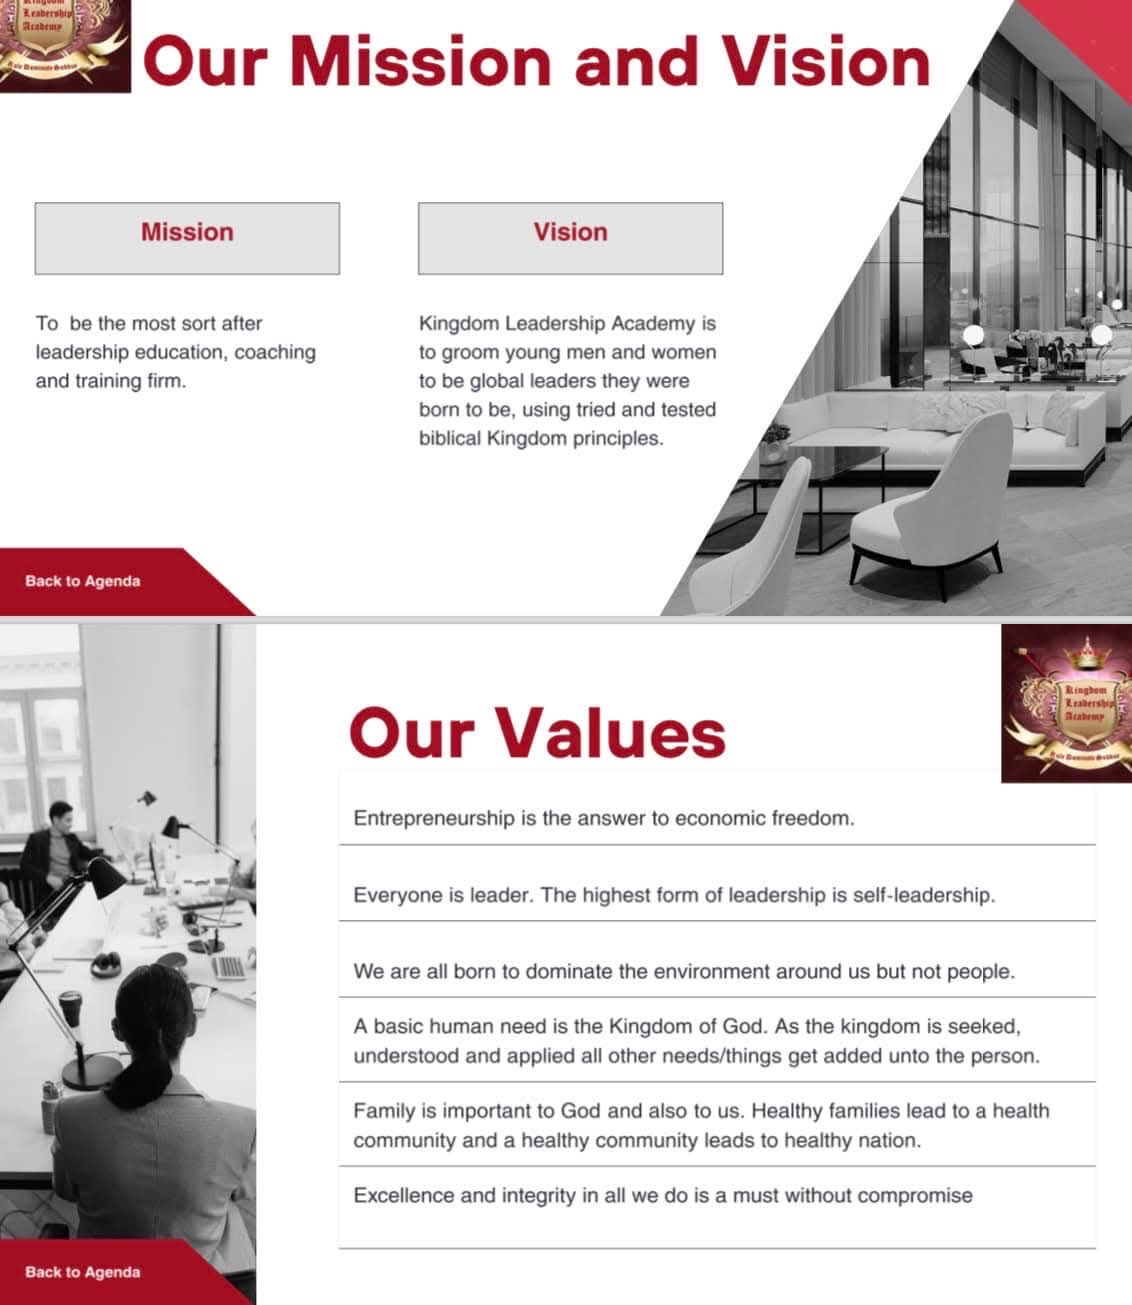 Kingdom
Leadership
Academy
Rule Dominate Subdue
Our Mission and Vision
Mission
To  be the most sort after
leadership education, coaching
and training firm.
Vision
Kingdom Leadership Academy is
to groom young men and women
to be global leaders they were
born to be, using tried and tested
biblical Kingdom principles.
Back to Agenda
Our Values
Kingdom
Leadership
Academy
Rule Dominate Subdue
Entrepreneurship is the answer to economic freedom.
Everyone is leader. The highest form of leadership is self-leadership.
We are all born to dominate the environment around us but not people.
A basic human need is the Kingdom of God. As the kingdom is seeked,
understood and applied all other needs/things get added unto the person.
Family is important to God and also to us. Healthy families lead to a health
community and a healthy community leads to healthy nation.
Excellence and integrity in all we do is a must without compromise
Back to Agenda